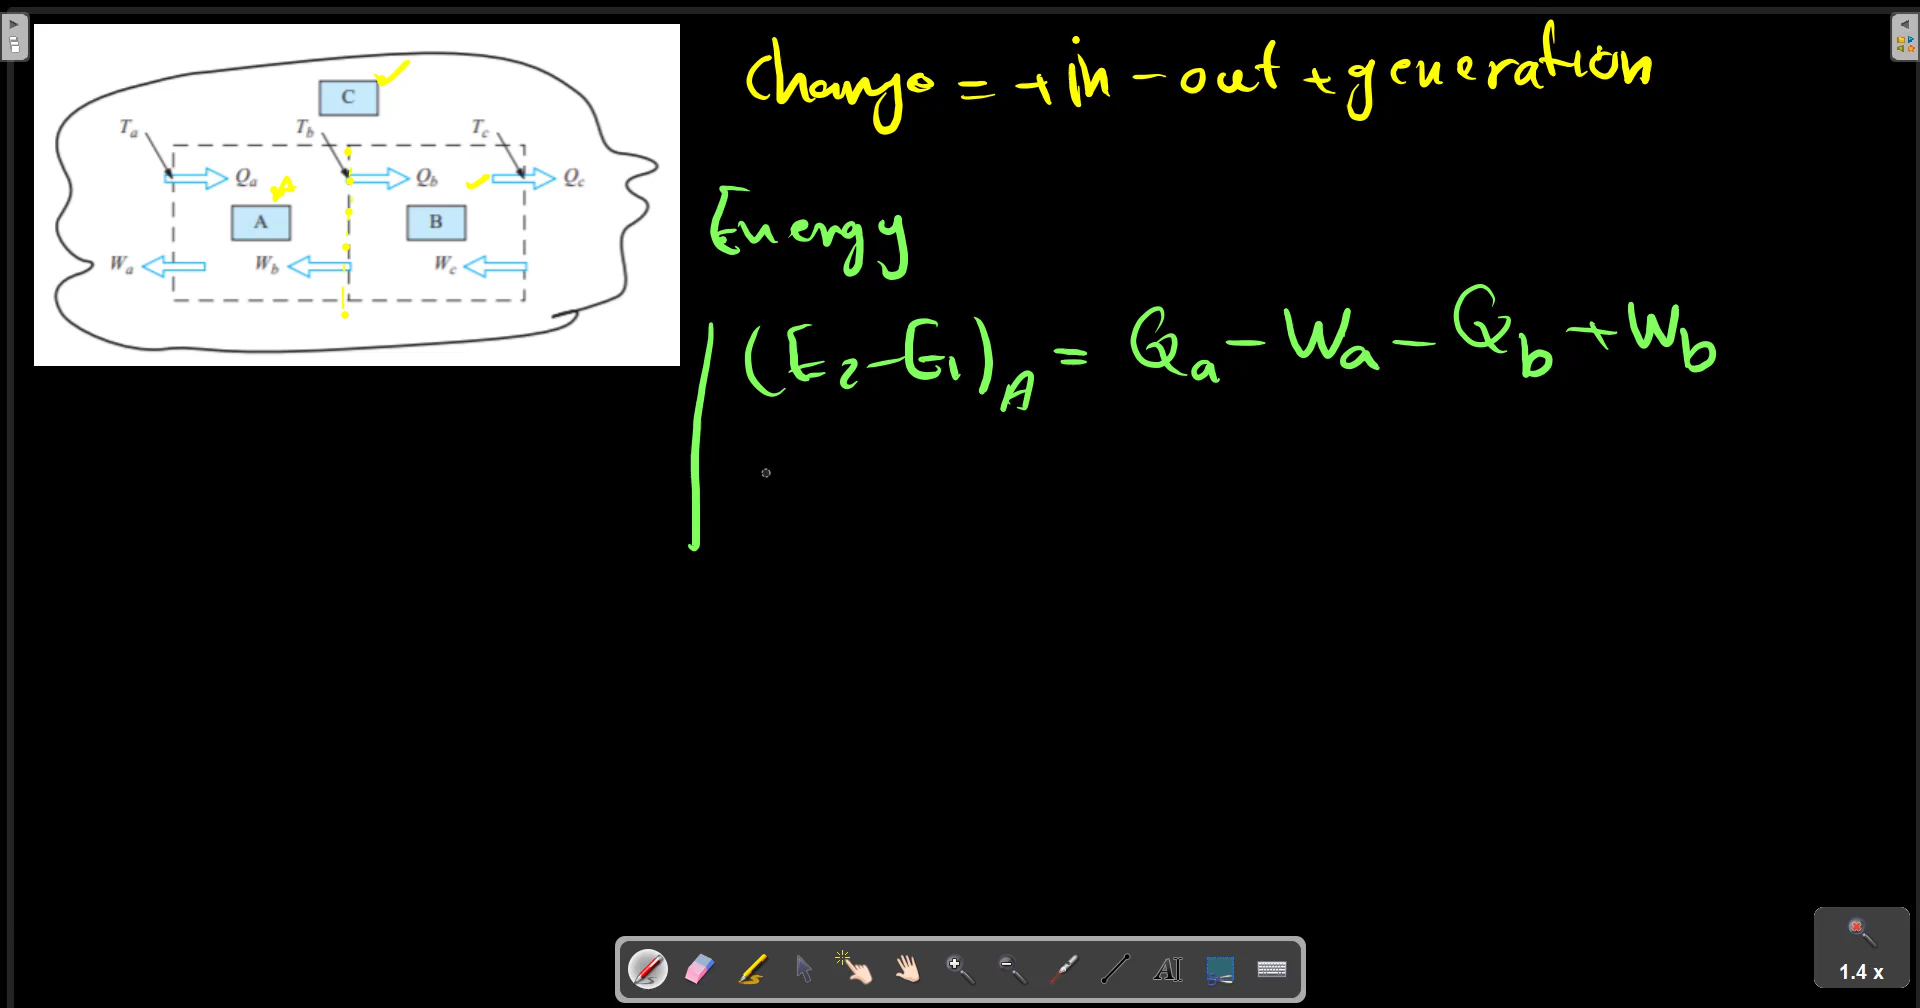 Change = + in - out + generation
C
Ta Tb Tc
Qa Qb Qc
A B
Wa Wb Wc
Energy
(E2 - E1)A = Qa - Wa - Qb + Wb
AI
1.4 x